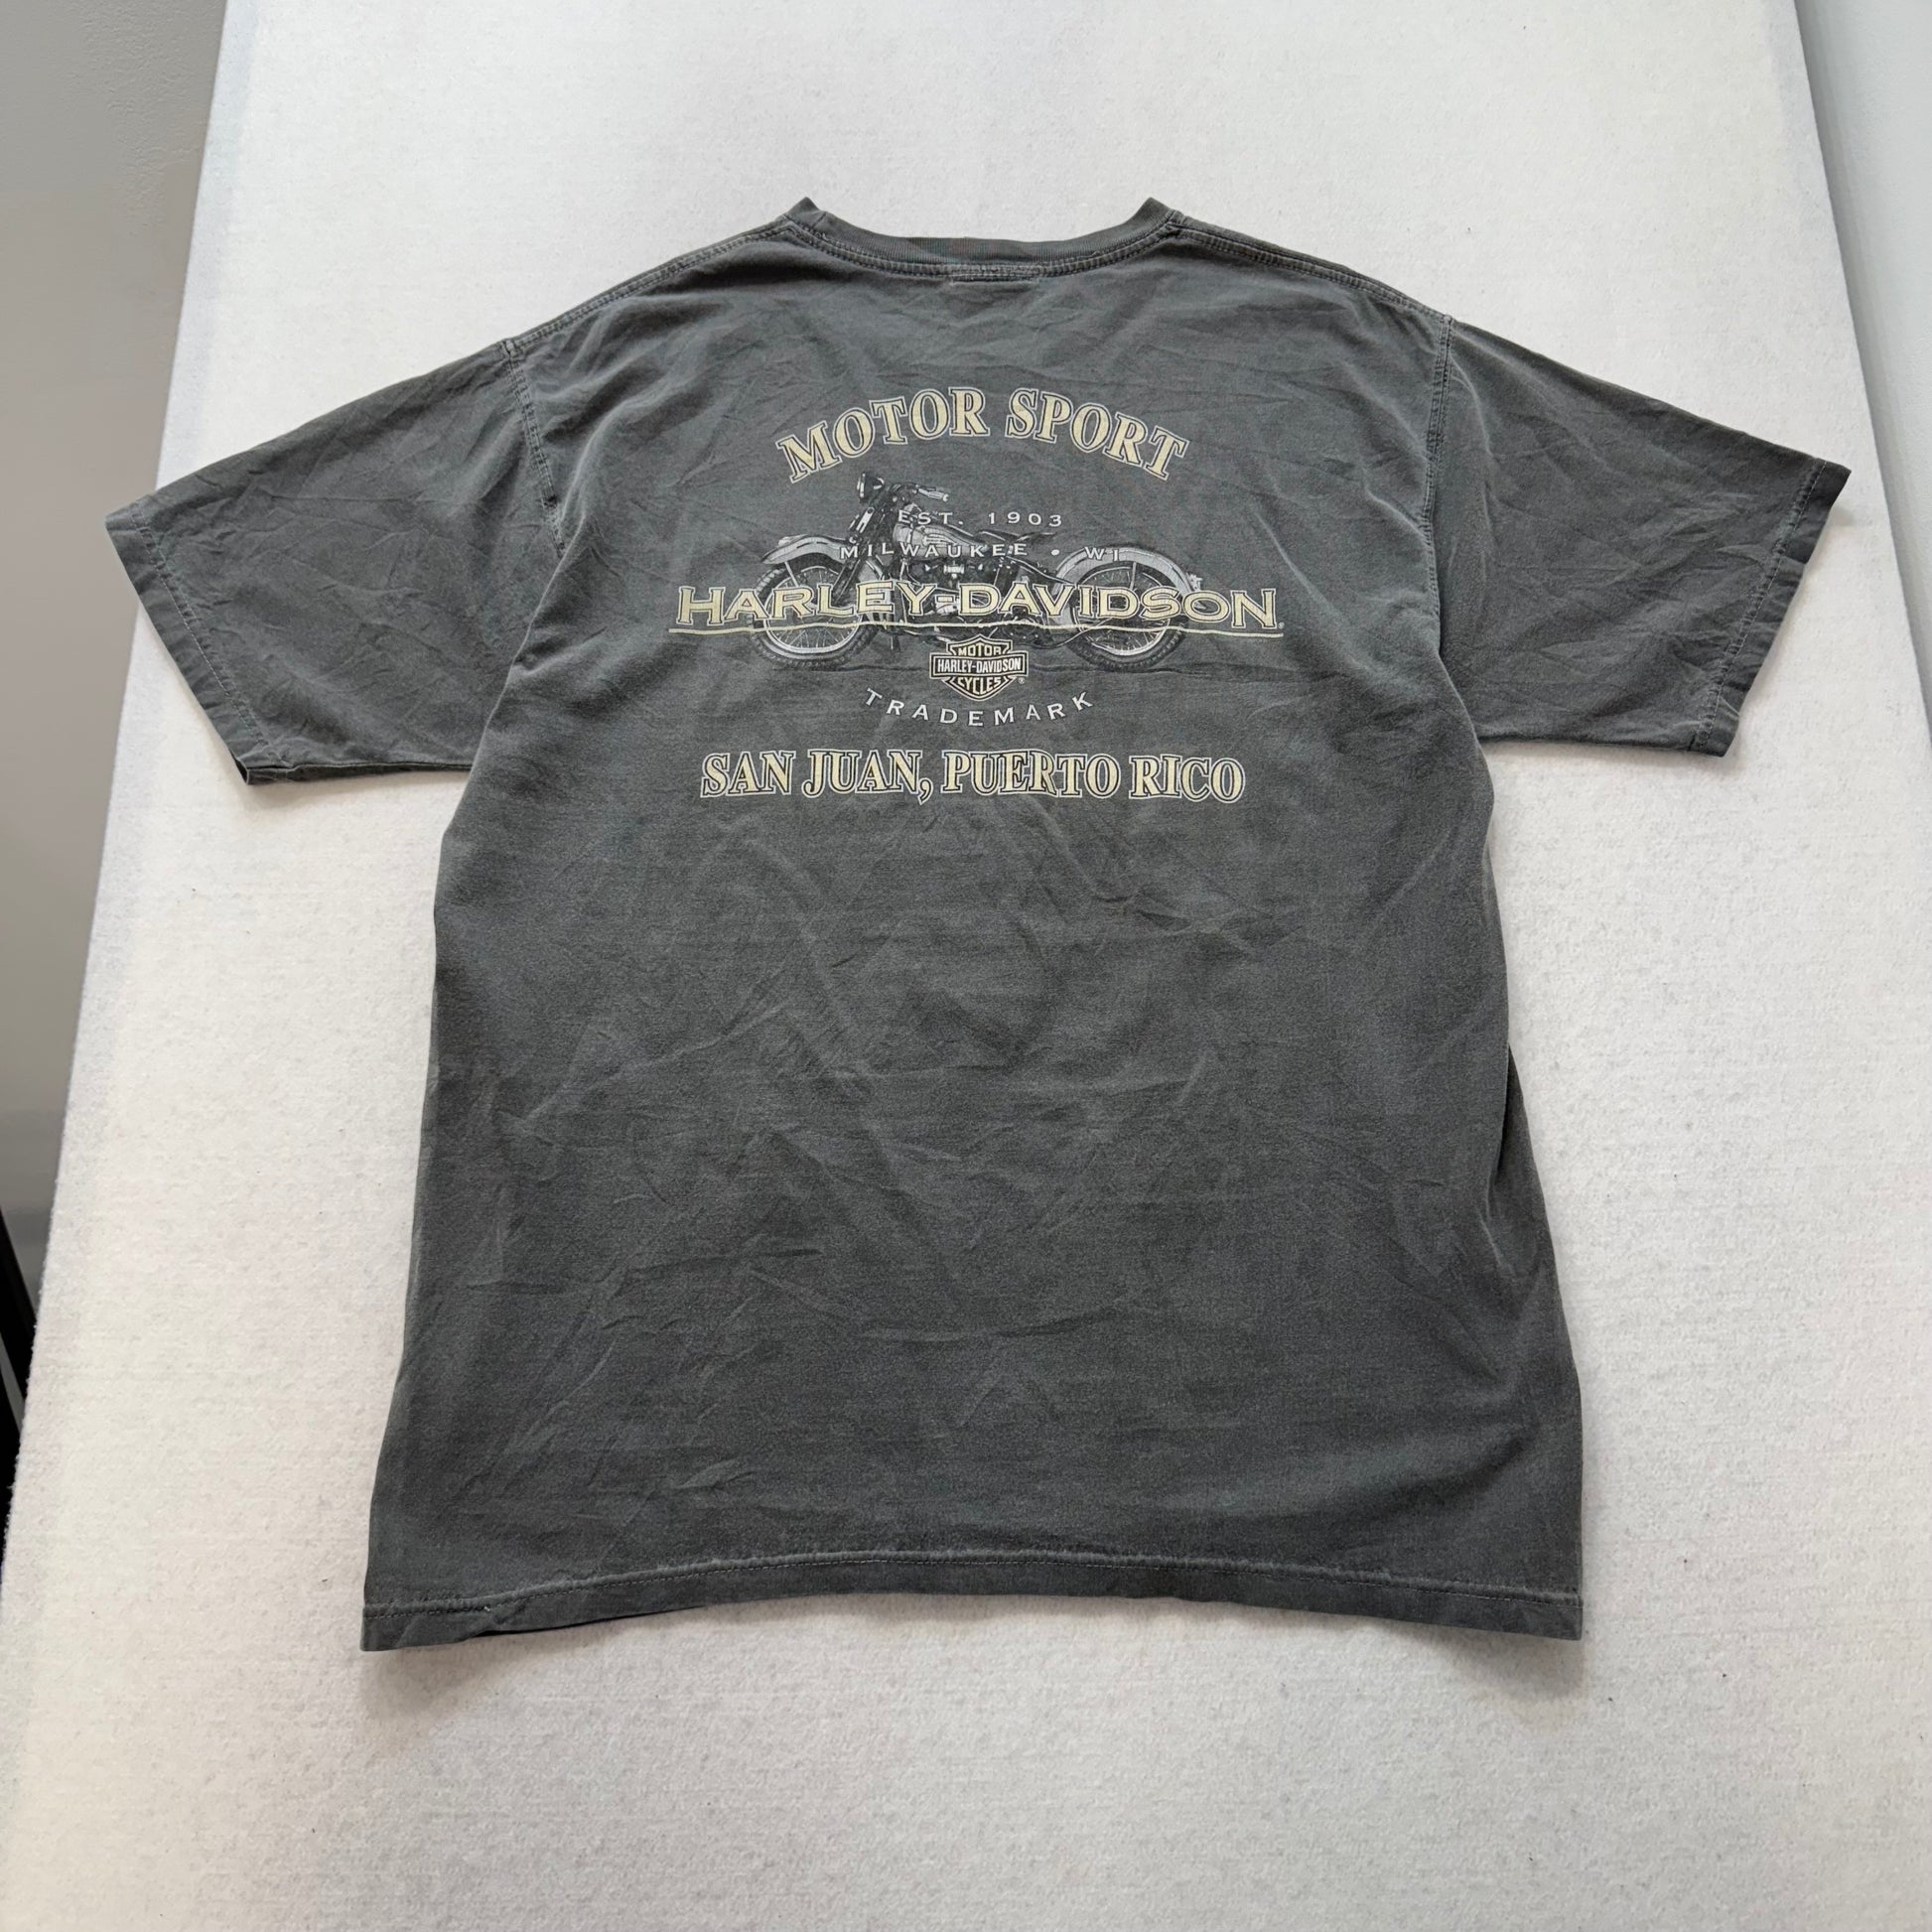 MOTOR SPORT
EST. 1903
MILWAUKEE • WI
HARLEY-DAVIDSON
MOTOR
HARLEY-DAVIDSON
CYCLES
TRADEMARK
SAN JUAN, PUERTO RICO